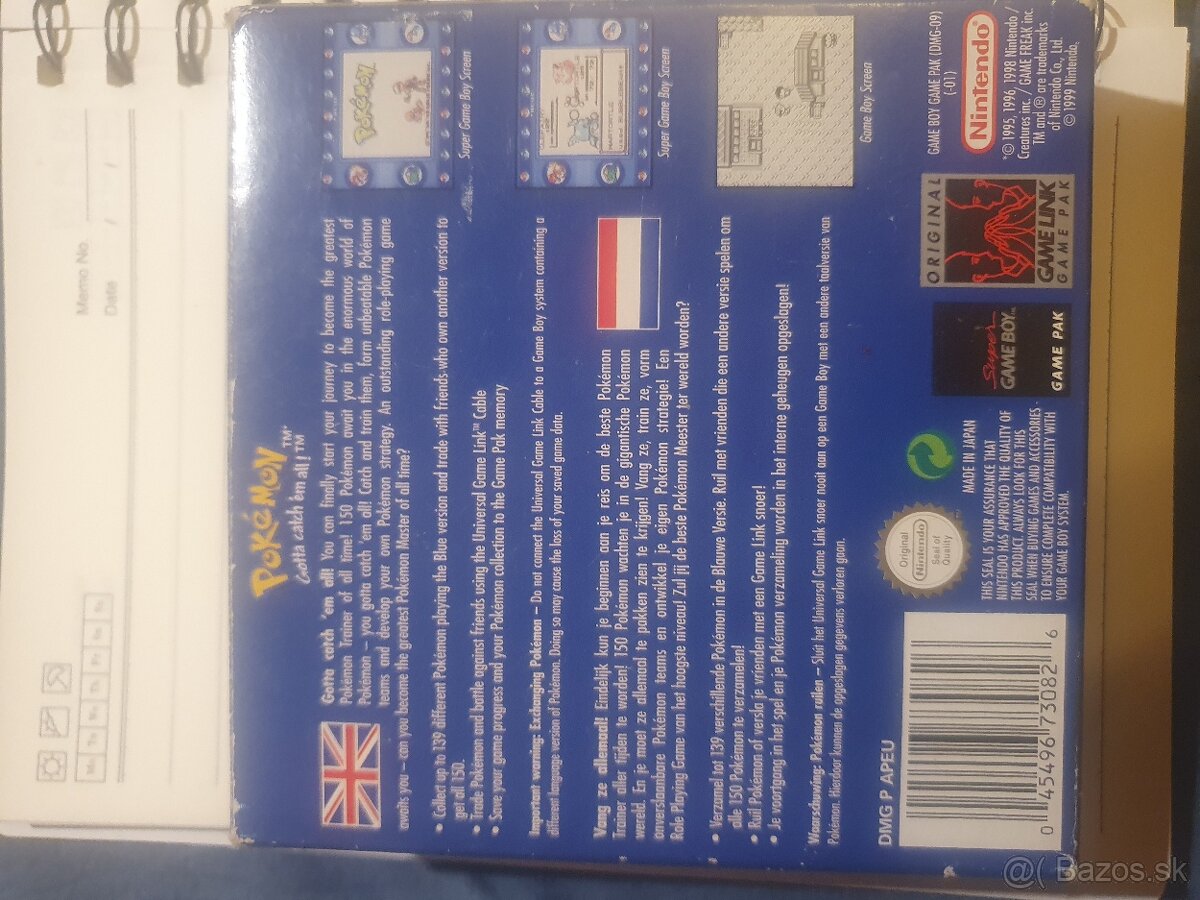 Memo No.
Date / /
Mo Tu We Th Fr Sa Su
POKéMON™
Gotta catch 'em all!™
Gotta catch 'em all! You can finally start your journey to become the greatest
Pokémon Trainer of all time! 150 Pokémon await you in the enormous world of
Pokémon – you gotta catch 'em all! Catch and train them, form unbeatable Pokémon
teams and develop your own Pokémon strategy. An outstanding role-playing game
awaits you – can you become the greatest Pokémon Master of all time?
• Collect up to 139 different Pokémon playing the Blue version and trade with friends who own another version to
get all 150.
• Trade Pokémon and battle against friends using the Universal Game Link™ Cable
• Save your game progress and your Pokémon collection to the Game Pak memory
Important warning: Exchanging Pokémon – Do not connect the Universal Game Link Cable to a Game Boy system containing a
different language version of Pokémon. Doing so may cause the loss of your saved game data.
Vang ze allemaal! Eindelijk kun je beginnen aan je reis om de beste Pokémon
Trainer aller tijden te worden! 150 Pokémon wachten je in de gigantische Pokémon
wereld. En je moet ze allemaal te pakken zien te krijgen! Vang ze, train ze, vorm
onverslaanbare Pokémon teams en ontwikkel je eigen Pokémon strategie! Een
Role Playing Game van het hoogste niveau! Zul jij de beste Pokémon Meester ter wereld worden?
• Verzamel tot 139 verschillende Pokémon in de Blauwe Versie. Ruil met vrienden die een andere versie spelen om
alle 150 Pokémon te verzamelen!
• Ruil Pokémon of versla je vrienden met een Game Link snoer!
• Je voortgang in het spel en je Pokémon verzameling worden in het interne geheugen opgeslagen!
Waarschuwing: Pokémon ruilen – Sluit het Universal Game Link snoer nooit aan op een Game Boy met een andere taalversie van
Pokémon. Hierdoor kunnen de opgeslagen gegevens verloren gaan.
POKéMON
Super Game Boy Screen
Super Game Boy Screen
Game Boy Screen
DMG P APEU
0 45496 73082 6
Original
Nintendo
Seal of
Quality
MADE IN JAPAN
THIS SEAL IS YOUR ASSURANCE THAT
NINTENDO HAS APPROVED THE QUALITY OF
THIS PRODUCT. ALWAYS LOOK FOR THIS
SEAL WHEN BUYING GAMES AND ACCESSORIES
TO ENSURE COMPLETE COMPATIBILITY WITH
YOUR GAME BOY SYSTEM.
Super
GAME BOY™
GAME PAK
ORIGINAL
GAME LINK
GAME PAK
GAME BOY GAME PAK (DMG-09)
(-01)
Nintendo®
*© 1995, 1996, 1998 Nintendo /
Creatures inc. / GAME FREAK inc.
TM and ® are trademarks
of Nintendo Co., Ltd.
© 1999 Nintendo.
@( Bazos.sk